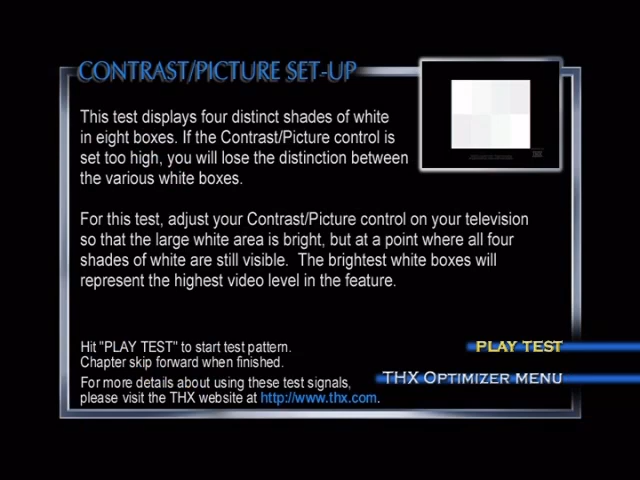 CONTRAST/PICTURE SET-UP
This test displays four distinct shades of white
in eight boxes. If the Contrast/Picture control is
set too high, you will lose the distinction between
the various white boxes.
For this test, adjust your Contrast/Picture control on your television
so that the large white area is bright, but at a point where all four
shades of white are still visible.  The brightest white boxes will
represent the highest video level in the feature.
Hit "PLAY TEST" to start test pattern.
Chapter skip forward when finished.
For more details about using these test signals,
please visit the THX website at http://www.thx.com.
PLAY TEST
THX OPTIMIZER MENU